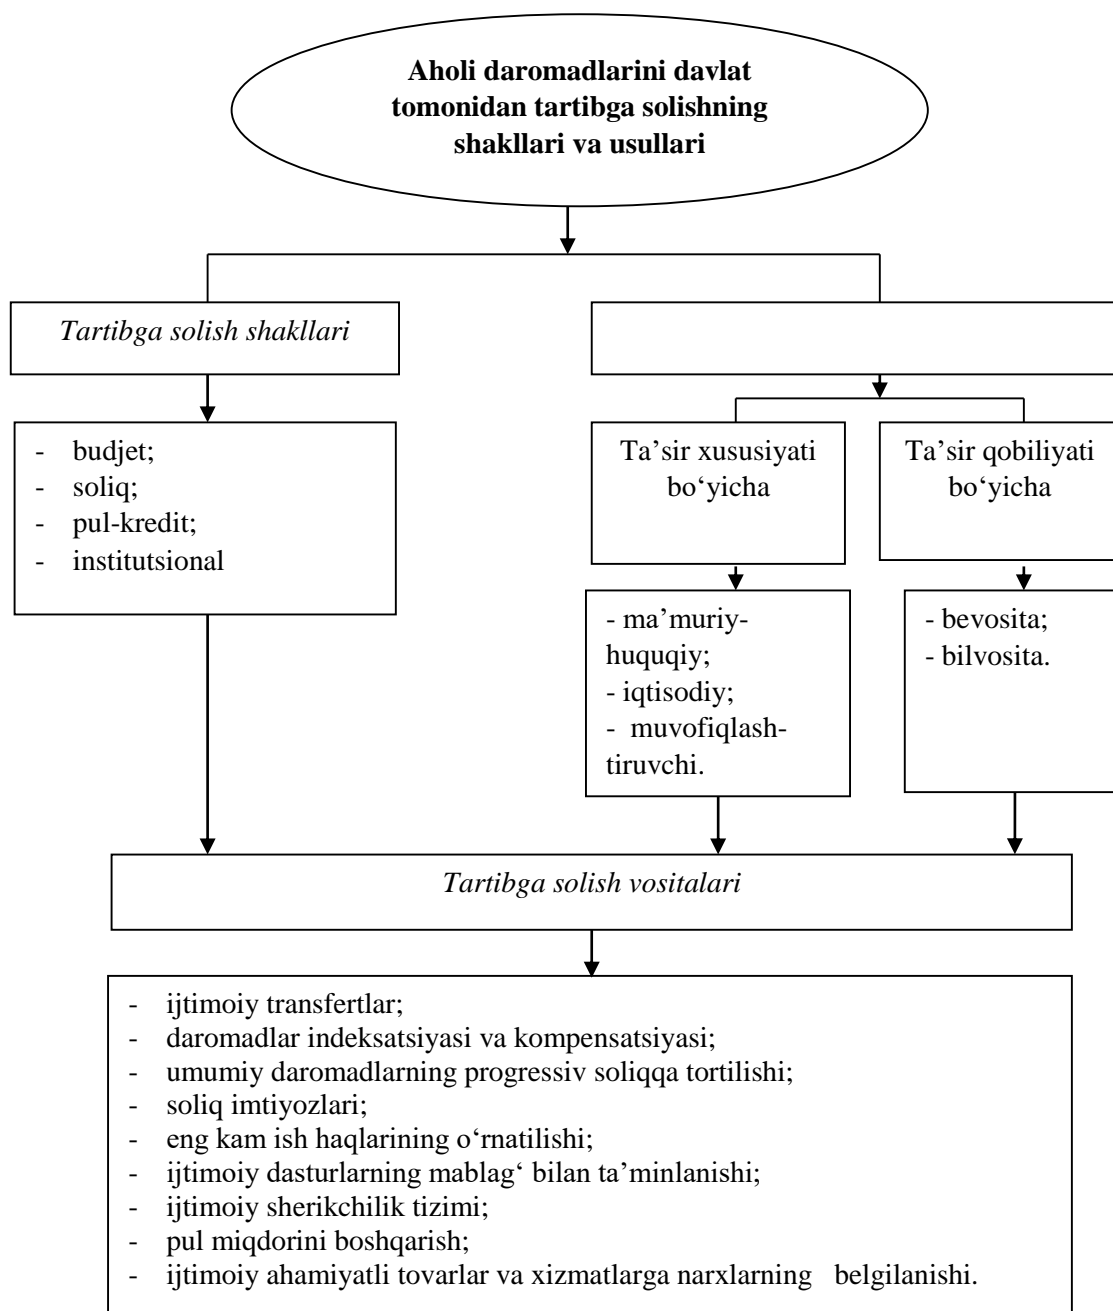 Aholi daromadlarini davlat
tomonidan tartibga solishning
shakllari va usullari
Tartibga solish shakllari
- budjet;
- soliq;
- pul-kredit;
- institutsional
Ta’sir xususiyati
bo‘yicha
Ta’sir qobiliyati
bo‘yicha
- ma’muriy-
huquqiy;
- iqtisodiy;
- muvofiqlash-
tiruvchi.
- bevosita;
- bilvosita.
Tartibga solish vositalari
- ijtimoiy transfertlar;
- daromadlar indeksatsiyasi va kompensatsiyasi;
- umumiy daromadlarning progressiv soliqqa tortilishi;
- soliq imtiyozlari;
- eng kam ish haqlarining o‘rnatilishi;
- ijtimoiy dasturlarning mablag‘ bilan ta’minlanishi;
- ijtimoiy sherikchilik tizimi;
- pul miqdorini boshqarish;
- ijtimoiy ahamiyatli tovarlar va xizmatlarga narxlarning belgilanishi.